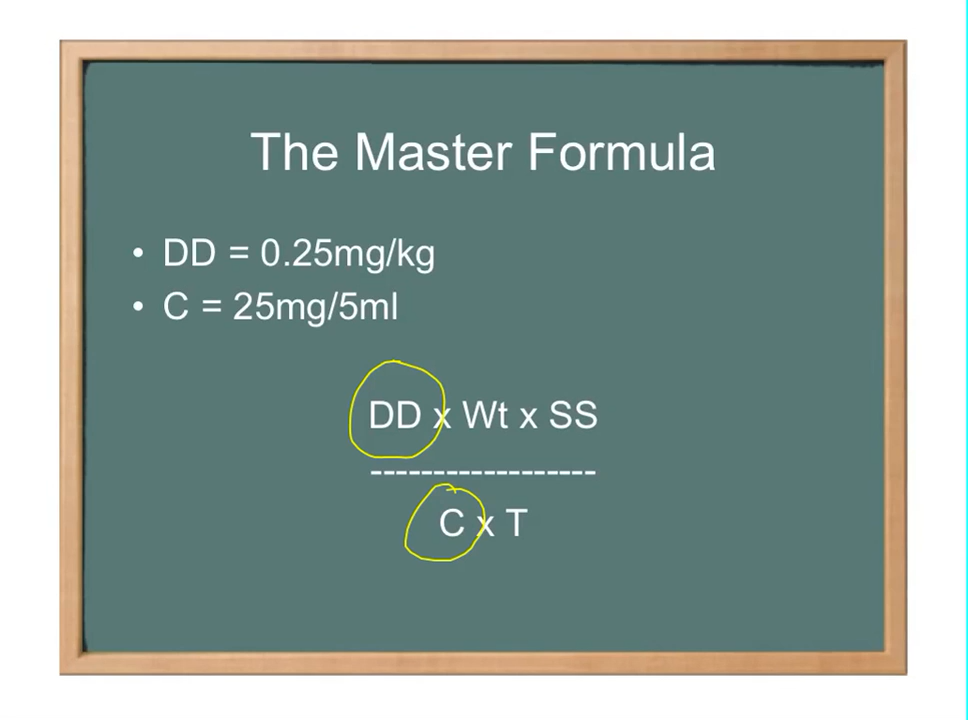 The Master Formula
• DD = 0.25mg/kg
• C = 25mg/5ml
DD x Wt x SS
------------------
C x T